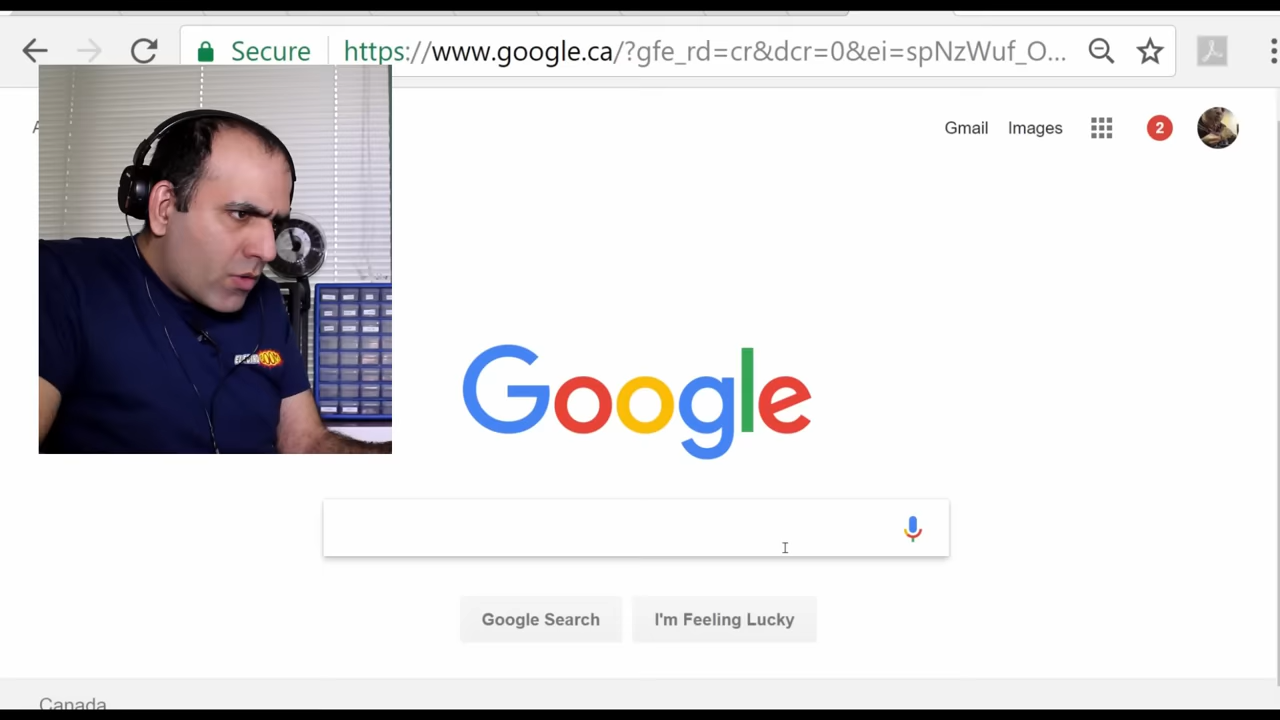 Secure https://www.google.ca/?gfe_rd=cr&dcr=0&ei=spNzWuf_O...
Gmail Images 2
Google
Google Search I'm Feeling Lucky
Canada